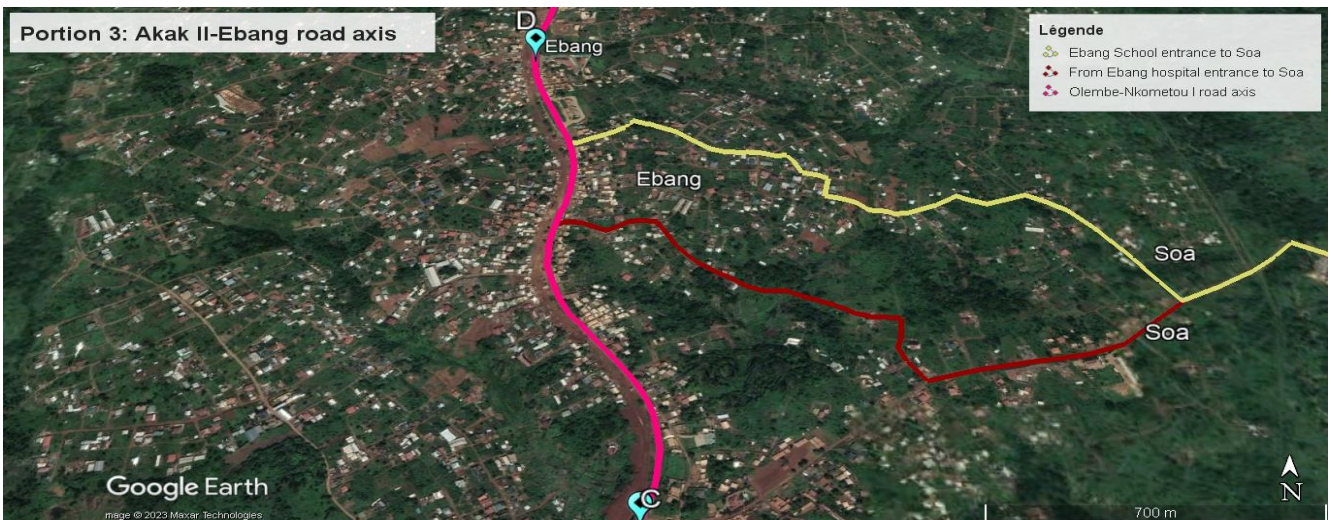 Portion 3: Akak II-Ebang road axis
D
Ebang
Légende
Ebang School entrance to Soa
From Ebang hospital entrance to Soa
Olembe-Nkometou I road axis
Ebang
Soa
Soa
C
Google Earth
mage © 2023 Maxar Technologies
N
700 m